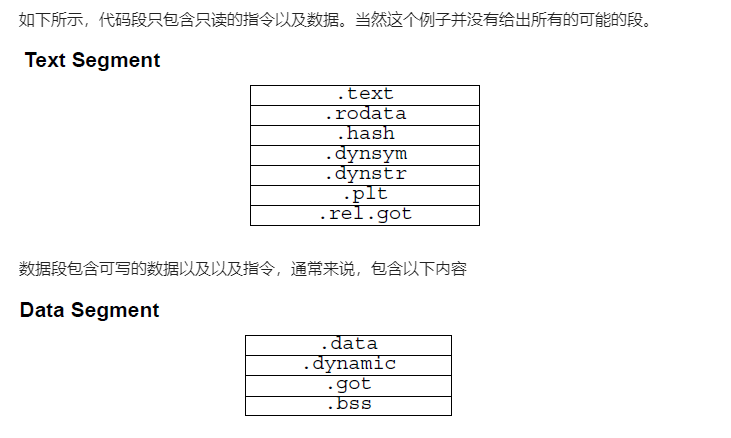 如下所示，代码段只包含只读的指令以及数据。当然这个例子并没有给出所有的可能的段。
Text Segment
.text
.rodata
.hash
.dynsym
.dynstr
.plt
.rel.got
数据段包含可写的数据以及以及指令，通常来说，包含以下内容
Data Segment
.data
.dynamic
.got
.bss